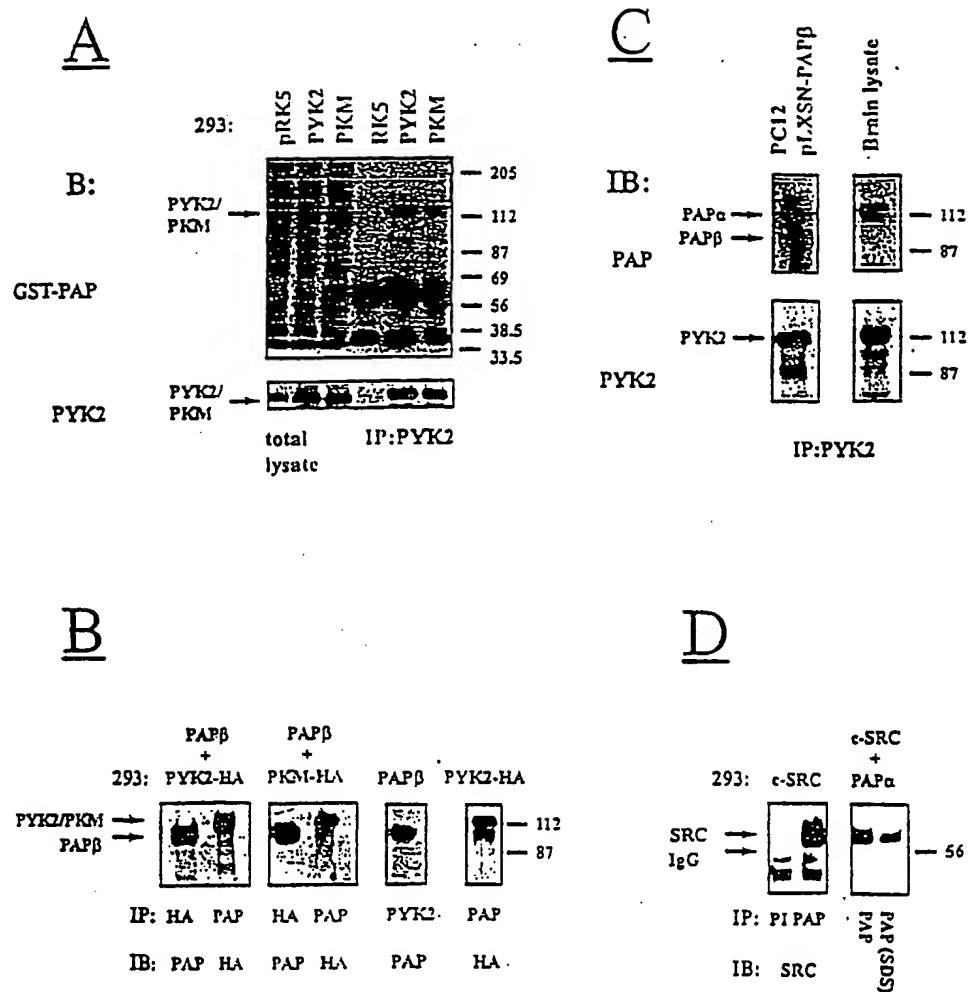 A
293:
pRK5 PYK2 PKM RK5 PYK2 PKM
B:
PYK2/
PKM
GST-PAP
205
112
87
69
56
38.5
33.5
PYK2/
PKM
PYK2
total
lysate
IP:PYK2
C
PC12
pLXSN-PAPβ
Brain lysate
IB:
PAPα
PAPβ
PAP
112
87
PYK2
PYK2
112
87
IP:PYK2
B
PAPβ
+
293: PYK2-HA
PAPβ
+
PKM-HA
PAPβ
PYK2-HA
PYK2/PKM
PAPβ
112
87
IP: HA PAP HA PAP PYK2 PAP
IB: PAP HA PAP HA PAP HA
D
c-SRC
+
293: c-SRC PAPα
SRC
IgG
56
IP: PI PAP PAP PAP (SDS)
IB: SRC